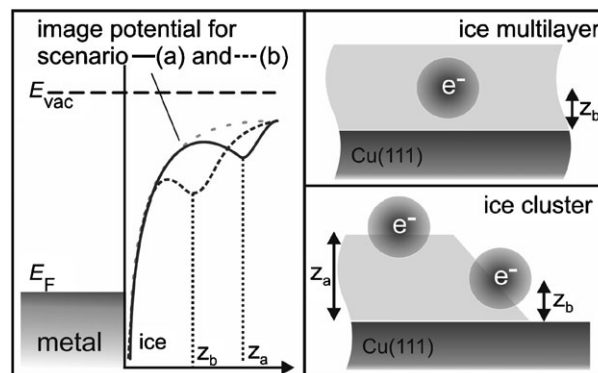 image potential for
scenario —(a) and ---(b)
E_vac
E_F
metal
ice
z_b
z_a
ice multilayer
e⁻
z_b
Cu(111)
ice cluster
e⁻
e⁻
z_a
z_b
Cu(111)